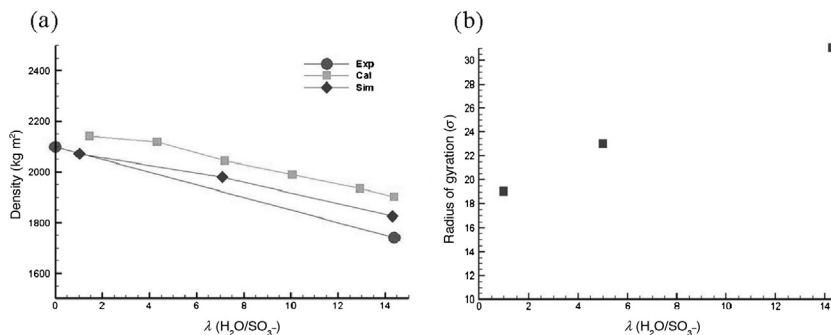 (a)
2400
2200
2000
1800
1600
Density (kg m²)
0 2 4 6 8 10 12 14
λ (H₂O/SO₃-)
Exp
Cal
Sim
(b)
30
28
26
24
22
20
18
16
14
12
10
Radius of gyration (σ)
0 2 4 6 8 10 12 14
λ (H₂O/SO₃-)